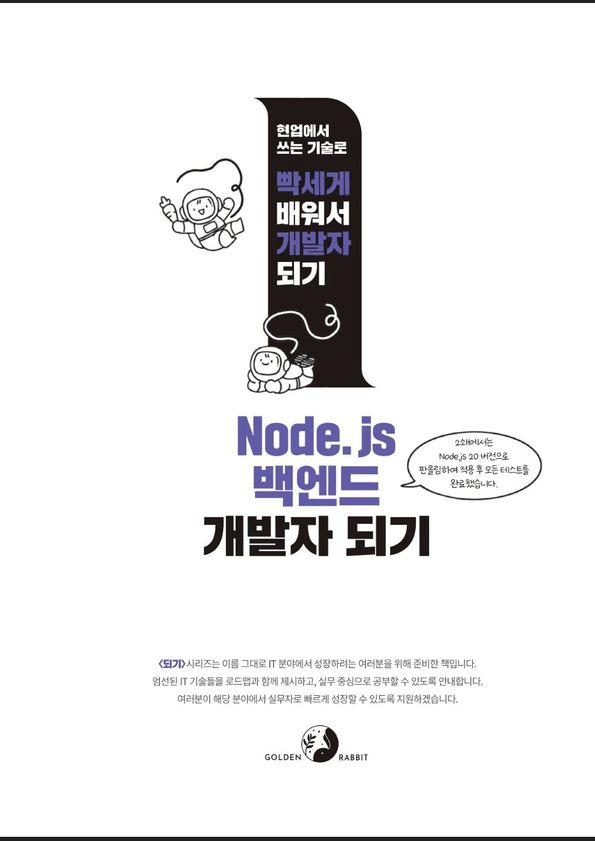 현업에서
쓰는 기술로
빡세게
배워서
개발자
되기
Node.js
백엔드
개발자 되기
2쇄에서는
Node.js 20 버전으로
판올림하여 적용 후 모든 테스트를
완료했습니다.
<되기>시리즈는 이름 그대로 IT 분야에서 성장하려는 여러분을 위해 준비한 책입니다.
엄선된 IT 기술들을 로드맵과 함께 제시하고, 실무 중심으로 공부할 수 있도록 안내합니다.
여러분이 해당 분야에서 실무자로 빠르게 성장할 수 있도록 지원하겠습니다.
GOLDEN RABBIT